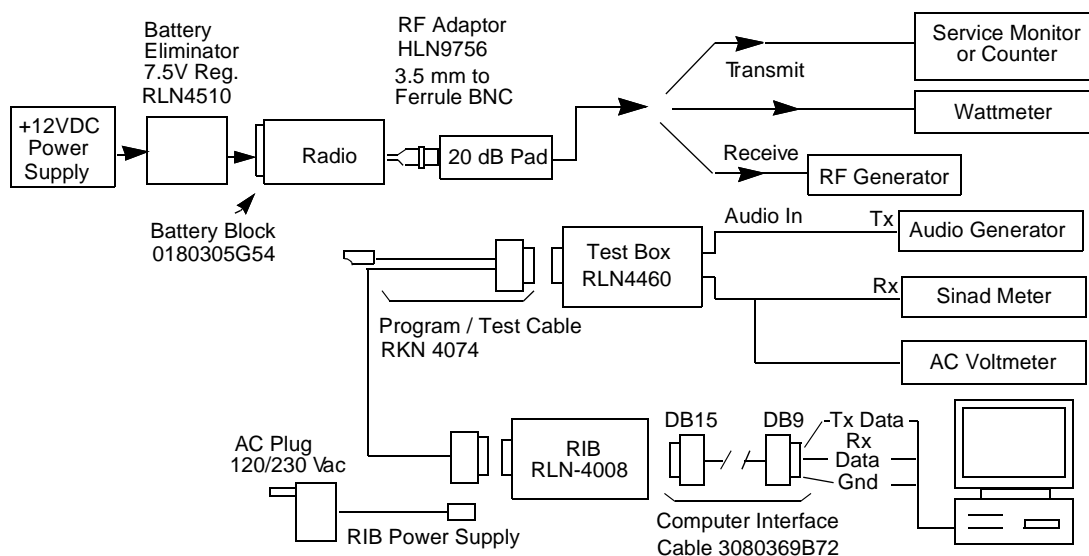 Battery
Eliminator
7.5V Reg.
RLN4510
RF Adaptor
HLN9756
3.5 mm to
Ferrule BNC
Transmit
Service Monitor
or Counter
Wattmeter
+12VDC
Power
Supply
Radio
20 dB Pad
Receive
RF Generator
Battery Block
0180305G54
Audio In
Tx
Audio Generator
Test Box
RLN4460
Rx
Sinad Meter
Program / Test Cable
RKN 4074
AC Voltmeter
DB15
DB9
Tx Data
Rx
Data
Gnd
AC Plug
120/230 Vac
RIB
RLN-4008
RIB Power Supply
Computer Interface
Cable 3080369B72